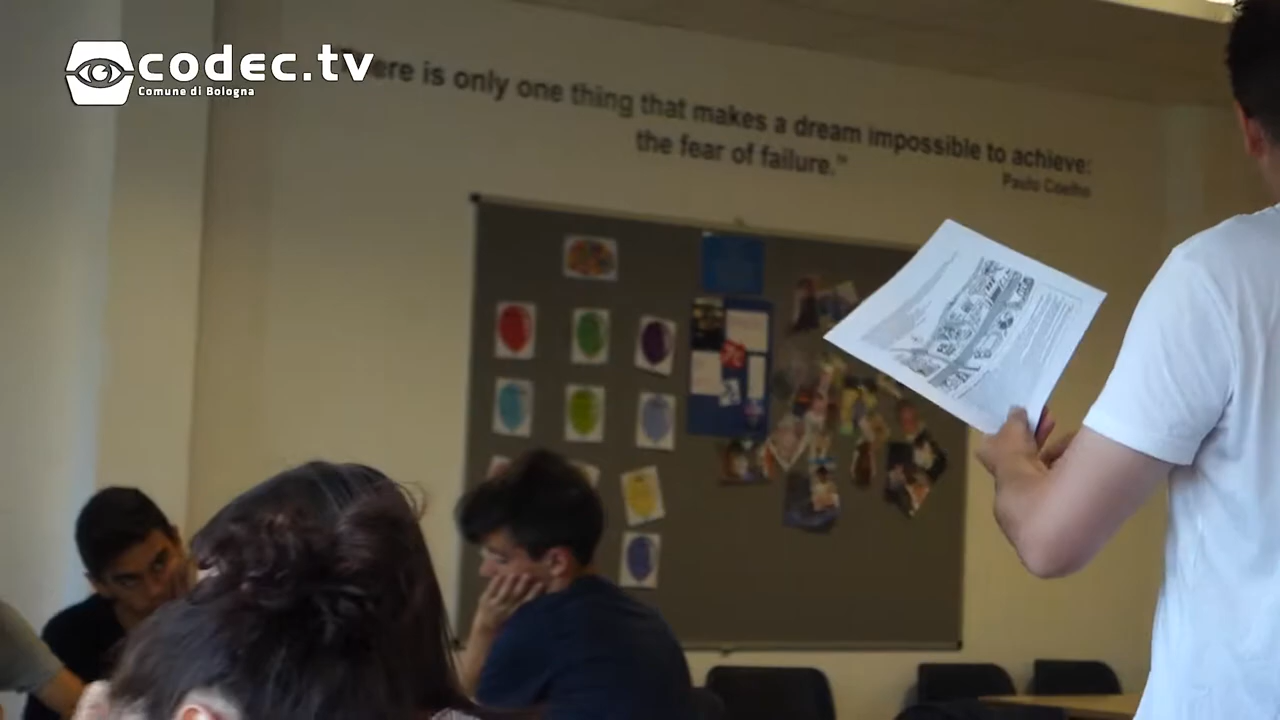 codec.tv
Comune di Bologna
ere is only one thing that makes a dream impossible to achieve:
the fear of failure."
Paulo Coelho